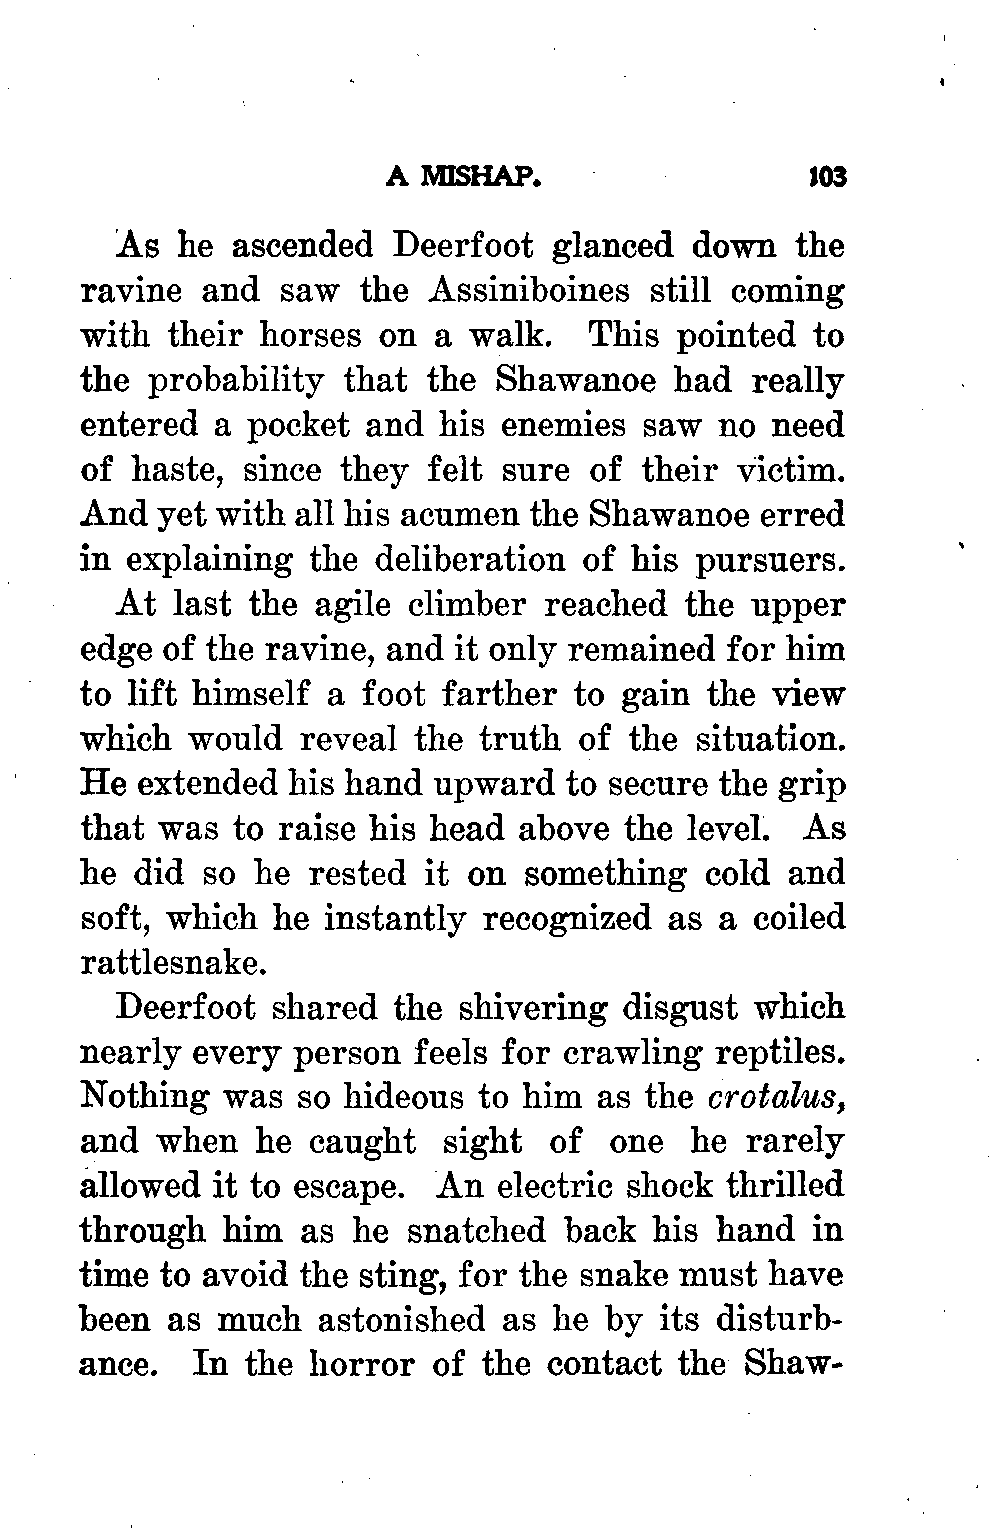 A MISHAP. 103
As he ascended Deerfoot glanced down the
ravine and saw the Assiniboines still coming
with their horses on a walk. This pointed to
the probability that the Shawanoe had really
entered a pocket and his enemies saw no need
of haste, since they felt sure of their victim.
And yet with all his acumen the Shawanoe erred
in explaining the deliberation of his pursuers.
At last the agile climber reached the upper
edge of the ravine, and it only remained for him
to lift himself a foot farther to gain the view
which would reveal the truth of the situation.
He extended his hand upward to secure the grip
that was to raise his head above the level. As
he did so he rested it on something cold and
soft, which he instantly recognized as a coiled
rattlesnake.
Deerfoot shared the shivering disgust which
nearly every person feels for crawling reptiles.
Nothing was so hideous to him as the crotalus,
and when he caught sight of one he rarely
allowed it to escape. An electric shock thrilled
through him as he snatched back his hand in
time to avoid the sting, for the snake must have
been as much astonished as he by its disturb-
ance. In the horror of the contact the Shaw-